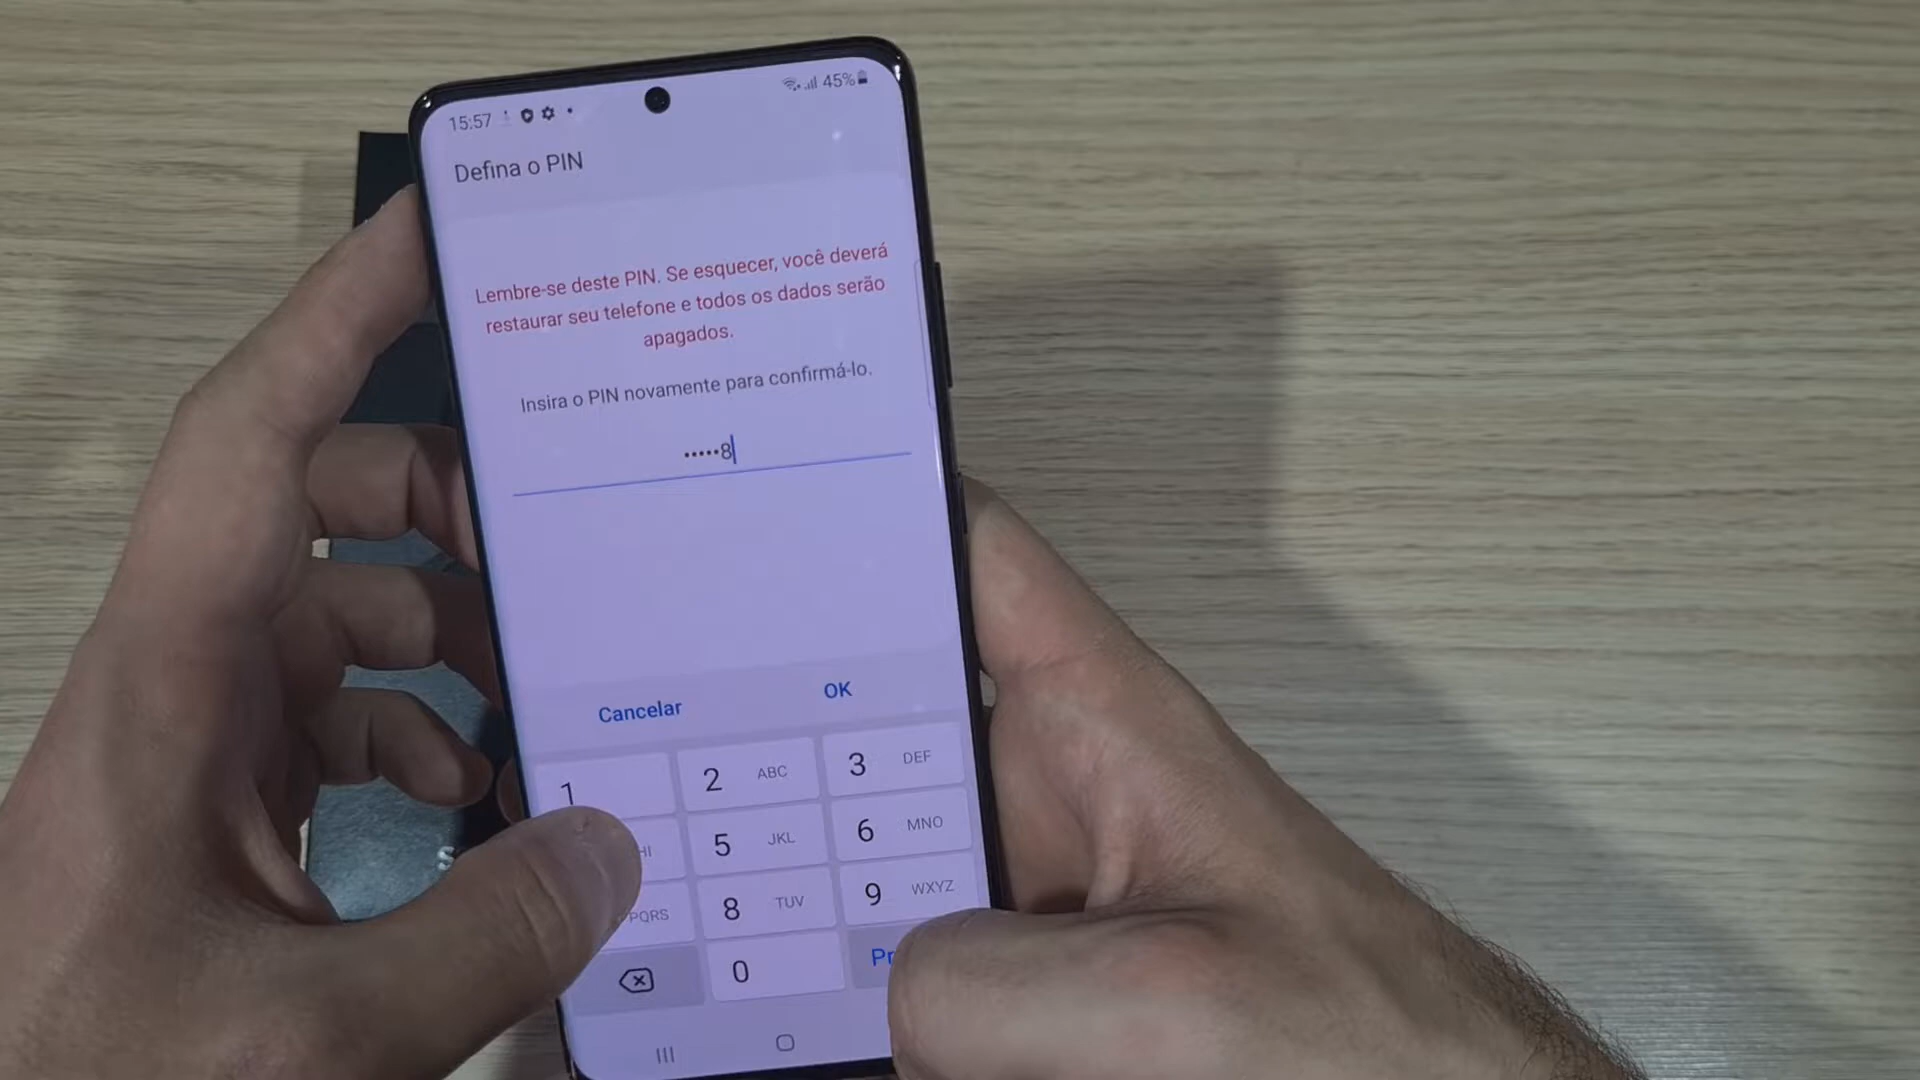 15:57 45%
Defina o PIN
Lembre-se deste PIN. Se esquecer, você deverá
restaurar seu telefone e todos os dados serão
apagados.
Insira o PIN novamente para confirmá-lo.
•••••8
Cancelar OK
1 2 ABC 3 DEF
5 JKL 6 MNO
PQRS 8 TUV 9 WXYZ
0